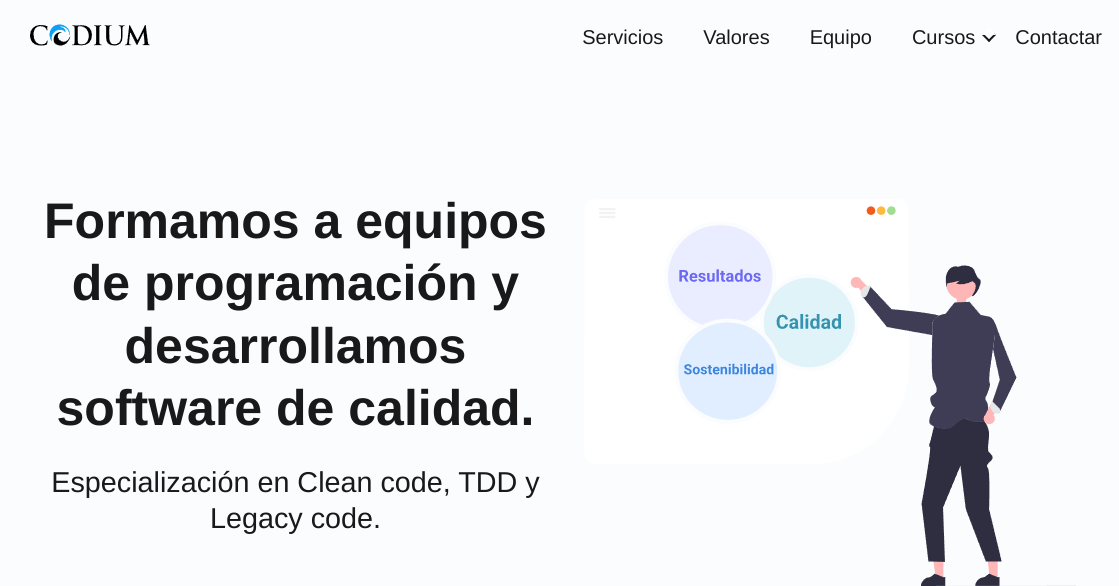 CODIUM
Servicios Valores Equipo Cursos Contactar
Formamos a equipos
de programación y
desarrollamos
software de calidad.
Especialización en Clean code, TDD y
Legacy code.
Resultados
Calidad
Sostenibilidad